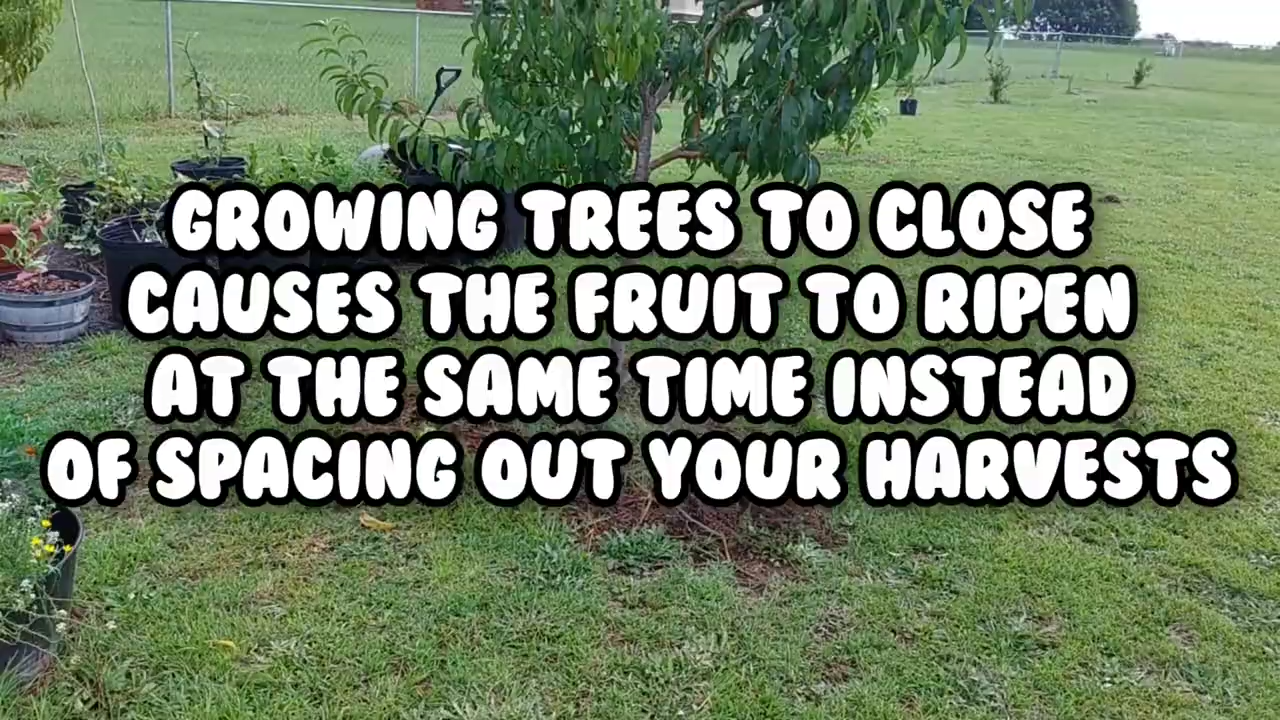 GROWING TREES TO CLOSE
CAUSES THE FRUIT TO RIPEN
AT THE SAME TIME INSTEAD
OF SPACING OUT YOUR HARVESTS